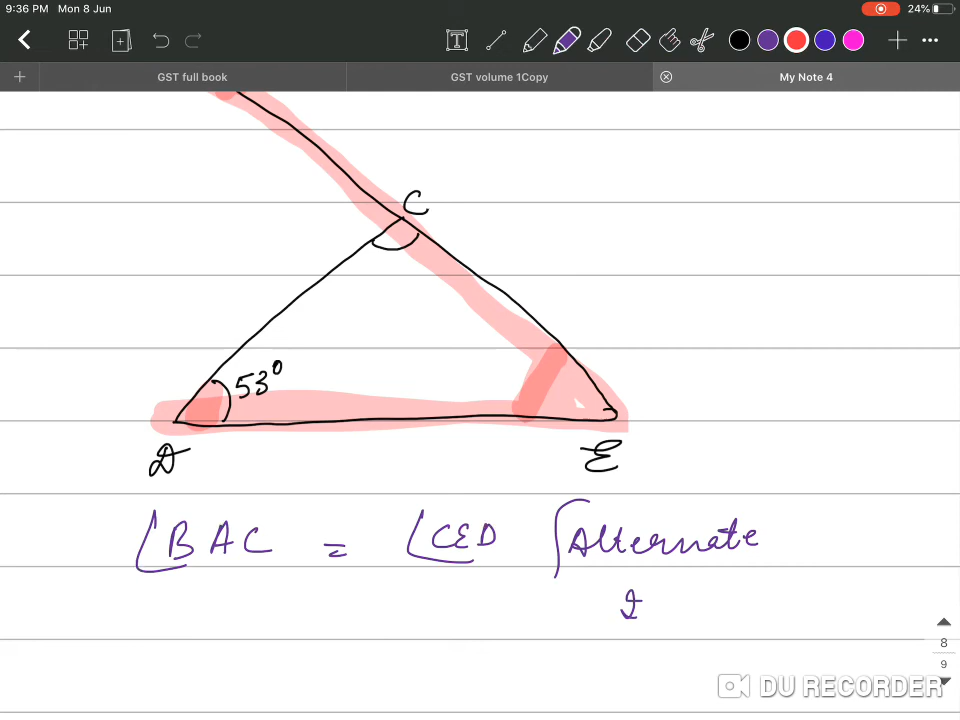 9:36 PM Mon 8 Jun 24%
GST full book GST volume 1Copy My Note 4
C
53°
D E
∠BAC = ∠CED [Alternate
I
8
9
DU RECORDER